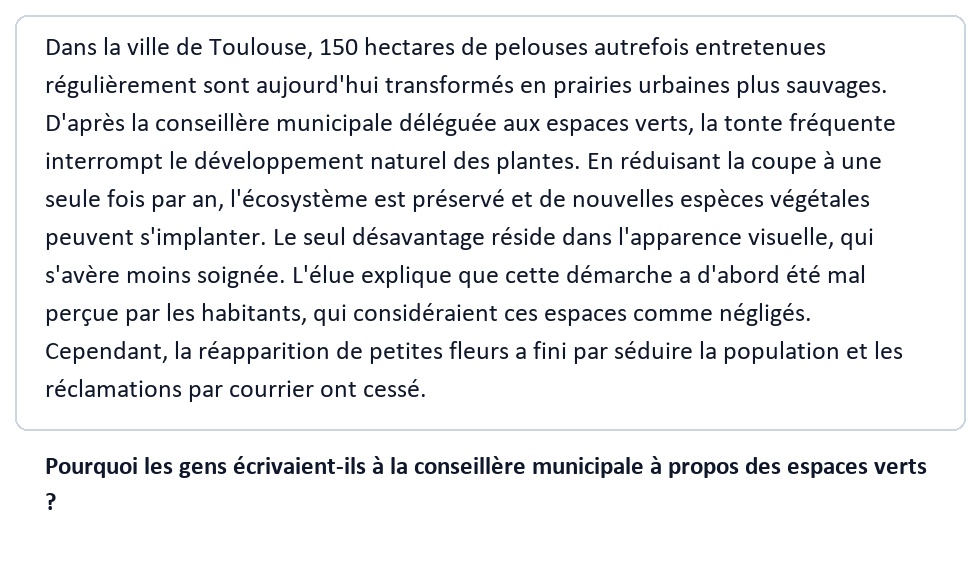 Dans la ville de Toulouse, 150 hectares de pelouses autrefois entretenues
régulièrement sont aujourd'hui transformés en prairies urbaines plus sauvages.
D'après la conseillère municipale déléguée aux espaces verts, la tonte fréquente
interrompt le développement naturel des plantes. En réduisant la coupe à une
seule fois par an, l'écosystème est préservé et de nouvelles espèces végétales
peuvent s'implanter. Le seul désavantage réside dans l'apparence visuelle, qui
s'avère moins soignée. L'élue explique que cette démarche a d'abord été mal
perçue par les habitants, qui considéraient ces espaces comme négligés.
Cependant, la réapparition de petites fleurs a fini par séduire la population et les
réclamations par courrier ont cessé.
Pourquoi les gens écrivaient-ils à la conseillère municipale à propos des espaces verts
?